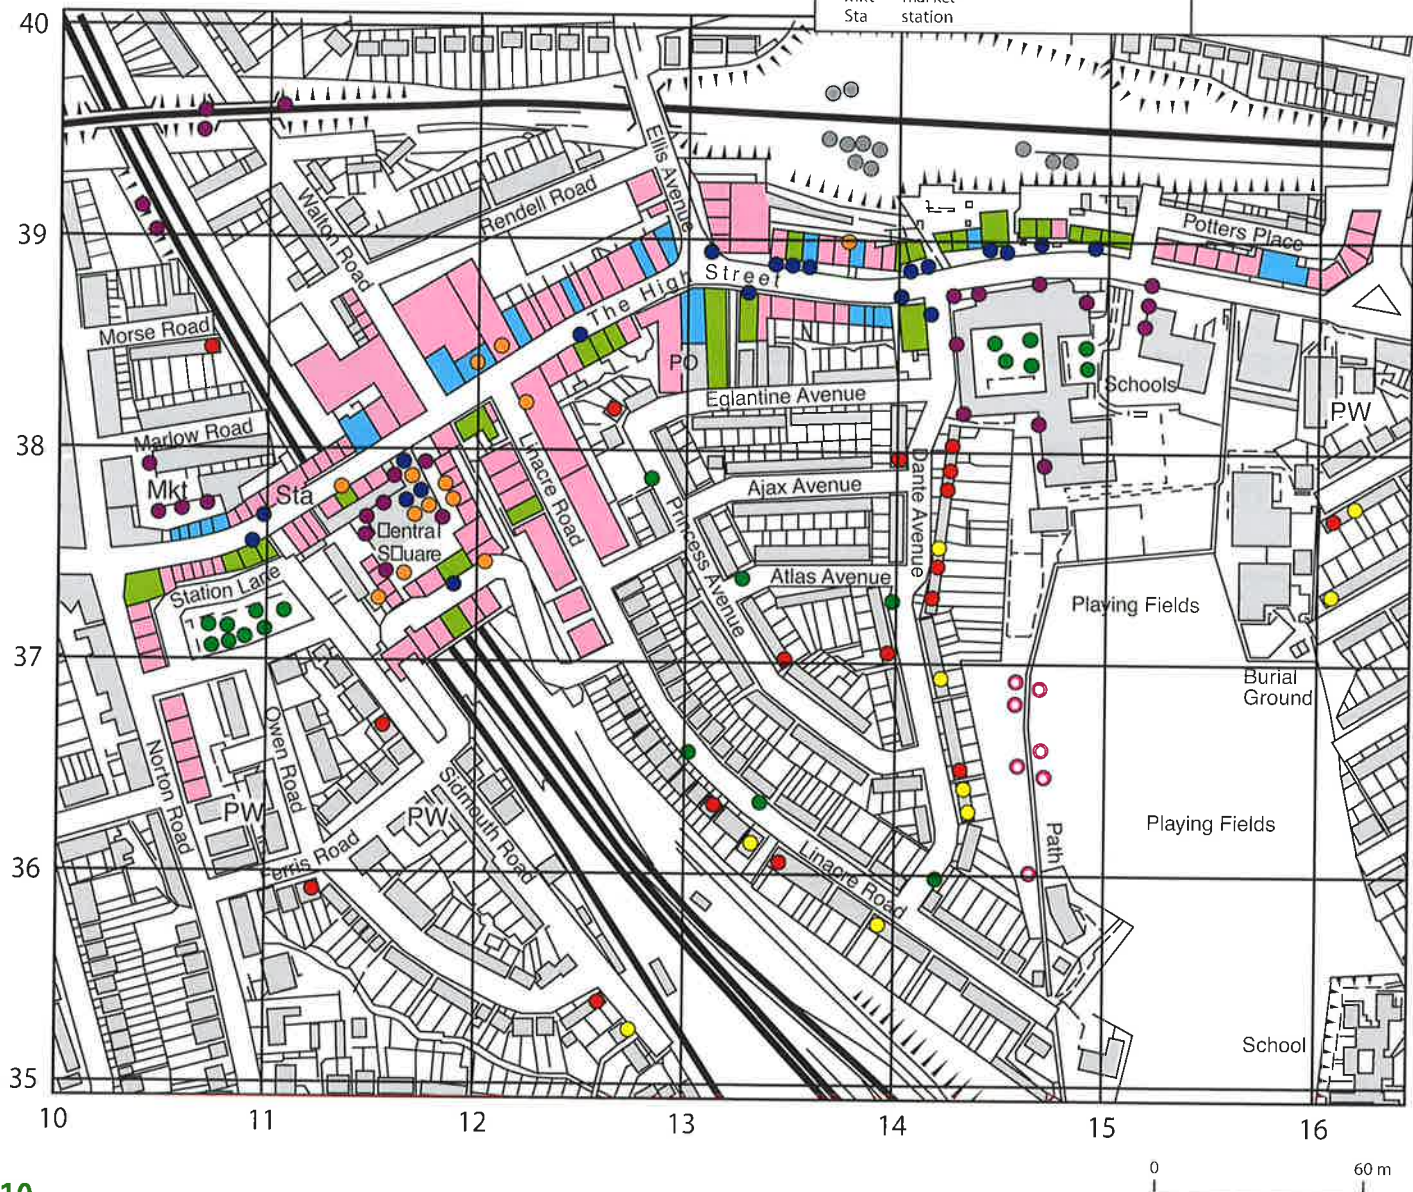 Sta station
40
Ellis Avenue
Rendell Road
Walton Road
39
Potters Place
The High Street
Morse Road
PO
Schools
Eglantine Avenue
PW
Marlow Road
38
Linacre Road
Dante Avenue
Ajax Avenue
Mkt
Sta
Princess Avenue
Central
Square
Station Lane
Atlas Avenue
Playing Fields
37
Burial
Ground
Owen Road
Norton Road
Sidmouth Road
PW
PW
Playing Fields
Path
Ferris Road
Linacre Road
36
School
35
10
11
12
13
14
15
16
0
60 m
10